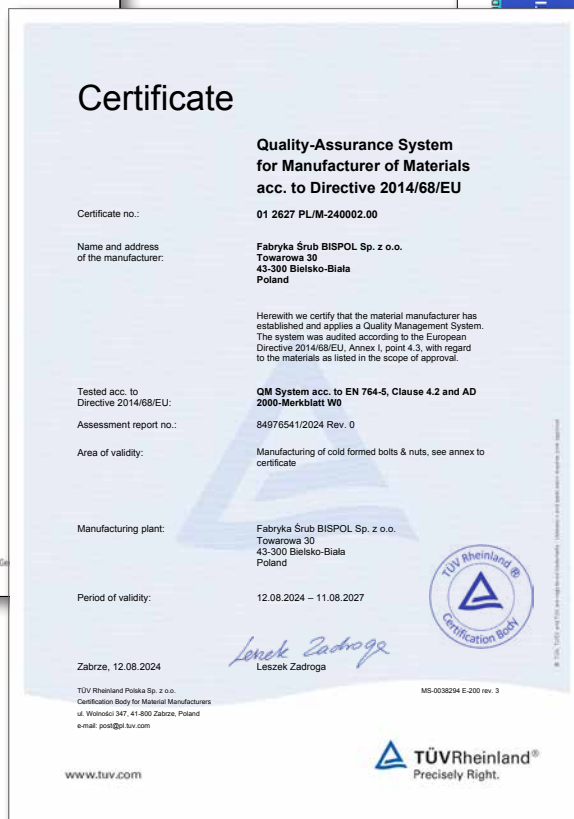 Certificate
Quality-Assurance System
for Manufacturer of Materials
acc. to Directive 2014/68/EU
Certificate no.:
01 2627 PL/M-240002.00
Name and address
of the manufacturer:
Fabryka Śrub BISPOL Sp. z o.o.
Towarowa 30
43-300 Bielsko-Biała
Poland
Herewith we certify that the material manufacturer has
established and applies a Quality Management System.
The system was audited according to the European
Directive 2014/68/EU, Annex I, point 4.3, with regard
to the materials as listed in the scope of approval.
Tested acc. to
Directive 2014/68/EU:
QM System acc. to EN 764-5, Clause 4.2 and AD
2000-Merkblatt W0
Assessment report no.:
84976541/2024 Rev. 0
Area of validity:
Manufacturing of cold formed bolts & nuts, see annex to
certificate
Manufacturing plant:
Fabryka Śrub BISPOL Sp. z o.o.
Towarowa 30
43-300 Bielsko-Biała
Poland
TÜV Rheinland ®
Certification Body
Period of validity:
12.08.2024 – 11.08.2027
Leszek Zadroga
Zabrze, 12.08.2024
Leszek Zadroga
TÜV Rheinland Polska Sp. z o.o.
Certification Body for Material Manufacturers
ul. Wolności 347, 41-800 Zabrze, Poland
e-mail: post@pl.tuv.com
MS-0038294 E-200 rev. 3
www.tuv.com
TÜVRheinland®
Precisely Right.